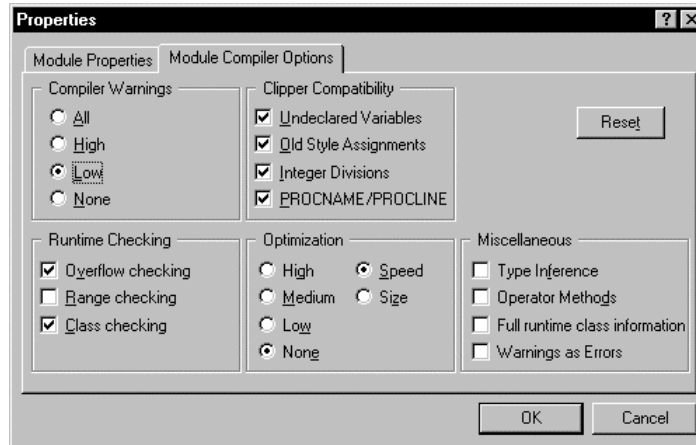 Properties
Module Properties
Module Compiler Options
Compiler Warnings
All
High
Low
None
Clipper Compatibility
Undeclared Variables
Old Style Assignments
Integer Divisions
PROCNAME/PROCLINE
Reset
Runtime Checking
Overflow checking
Range checking
Class checking
Optimization
High
Speed
Medium
Size
Low
None
Miscellaneous
Type Inference
Operator Methods
Full runtime class information
Warnings as Errors
OK
Cancel